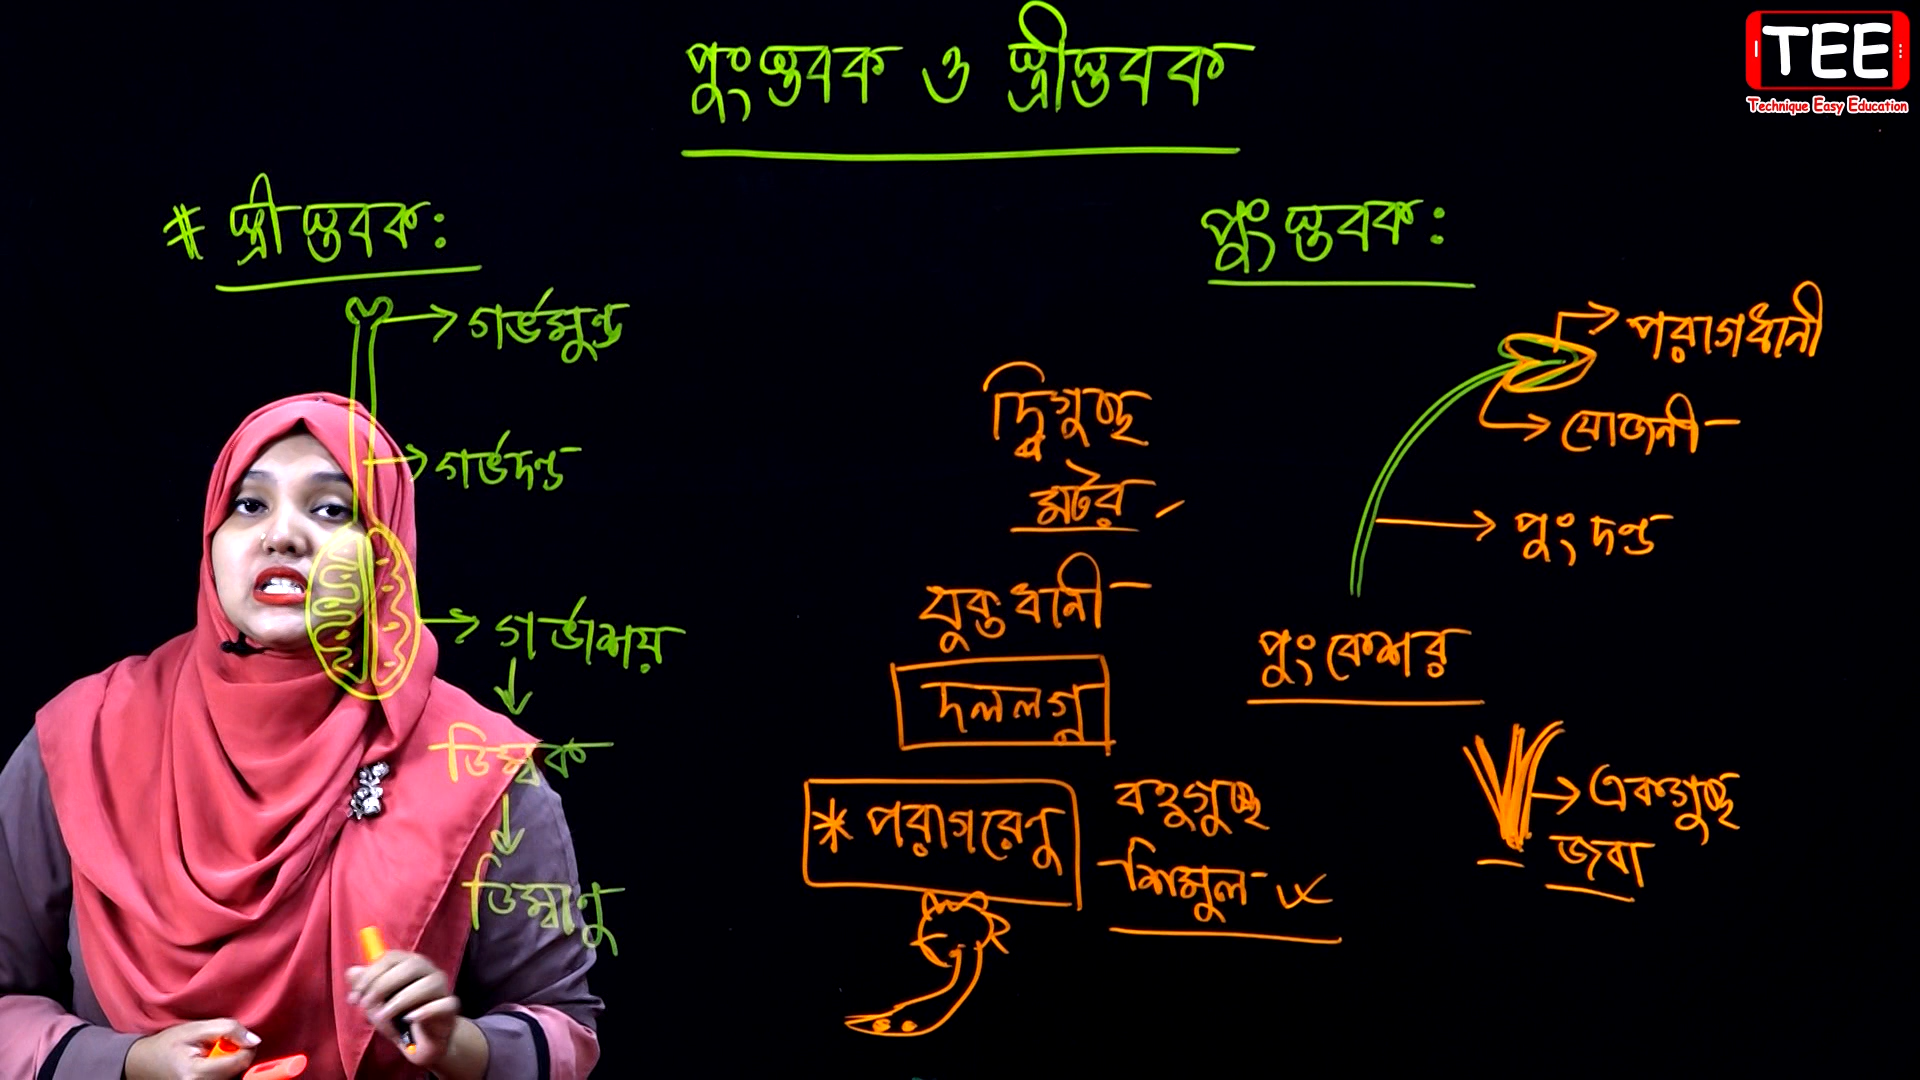 পুংস্তবক ও স্ত্রীস্তবক
TEE
Technique Easy Education
* স্ত্রীস্তবক:
গর্ভমুণ্ড
গর্ভদণ্ড
গর্ভাশয়
ডিম্বক
ডিম্বাণু
দ্বিগুচ্ছ
মটর
যুক্তধানী
দললগ্ন
* পরাগরেণু
বহুগুচ্ছ
শিমুল
পুংস্তবক:
পরাগধানী
যোজনী
পুংদণ্ড
পুংকেশর
একগুচ্ছ
জবা